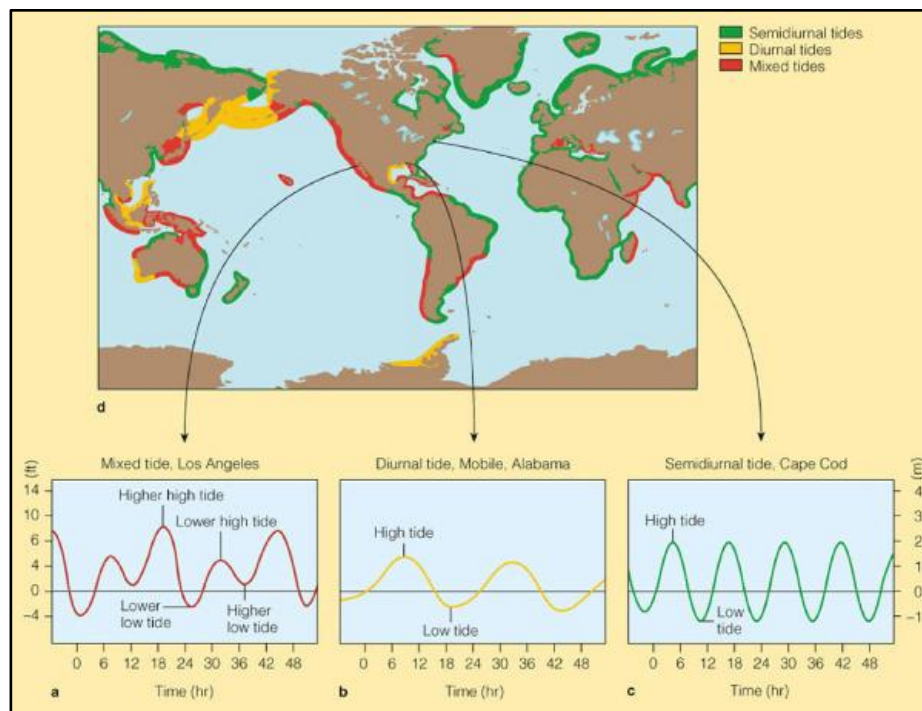 Semidiurnal tides
Diurnal tides
Mixed tides
d
Mixed tide, Los Angeles
(ft)
14
10
6
4
0
−4
Higher high tide
Lower high tide
Lower
low tide
Higher
low tide
0 6 12 18 24 30 36 42 48
a
Time (hr)
Diurnal tide, Mobile, Alabama
High tide
Low tide
0 6 12 18 24 30 36 42 48
b
Time (hr)
Semidiurnal tide, Cape Cod
(m)
4
3
2
1
0
−1
High tide
Low
tide
0 6 12 18 24 30 36 42 48
c
Time (hr)